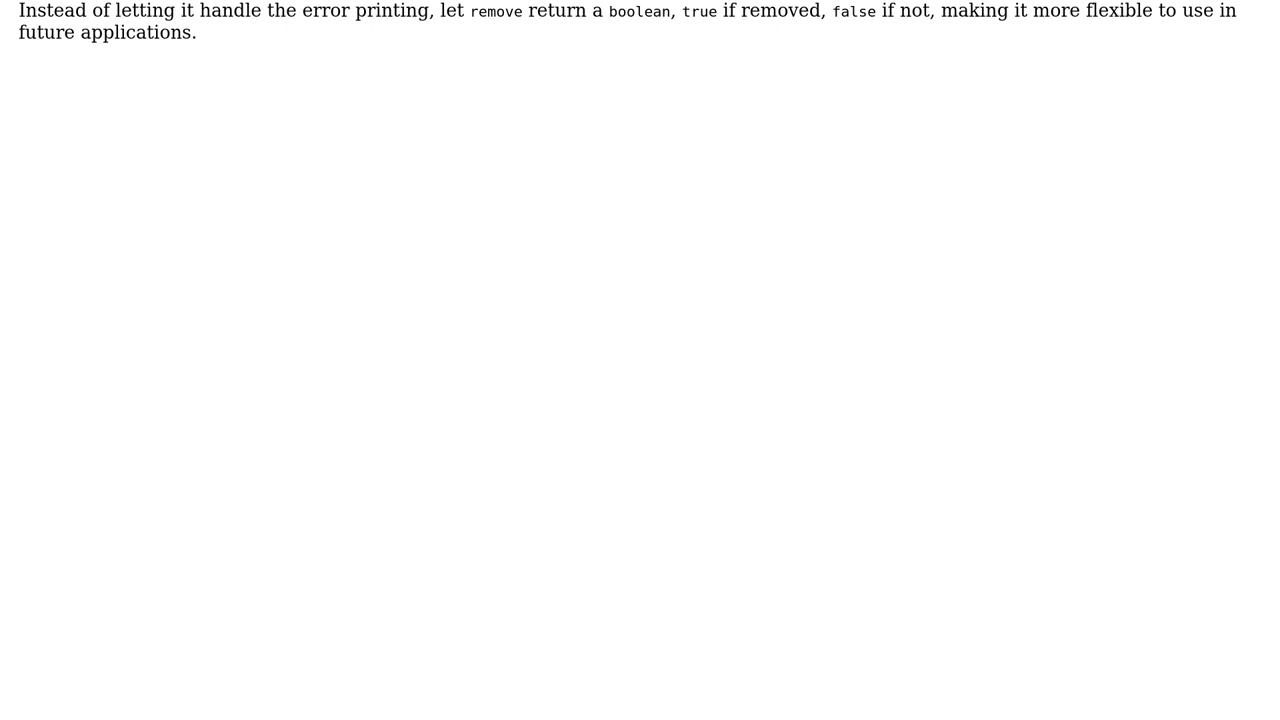 Instead of letting it handle the error printing, let remove return a boolean, true if removed, false if not, making it more flexible to use in
future applications.